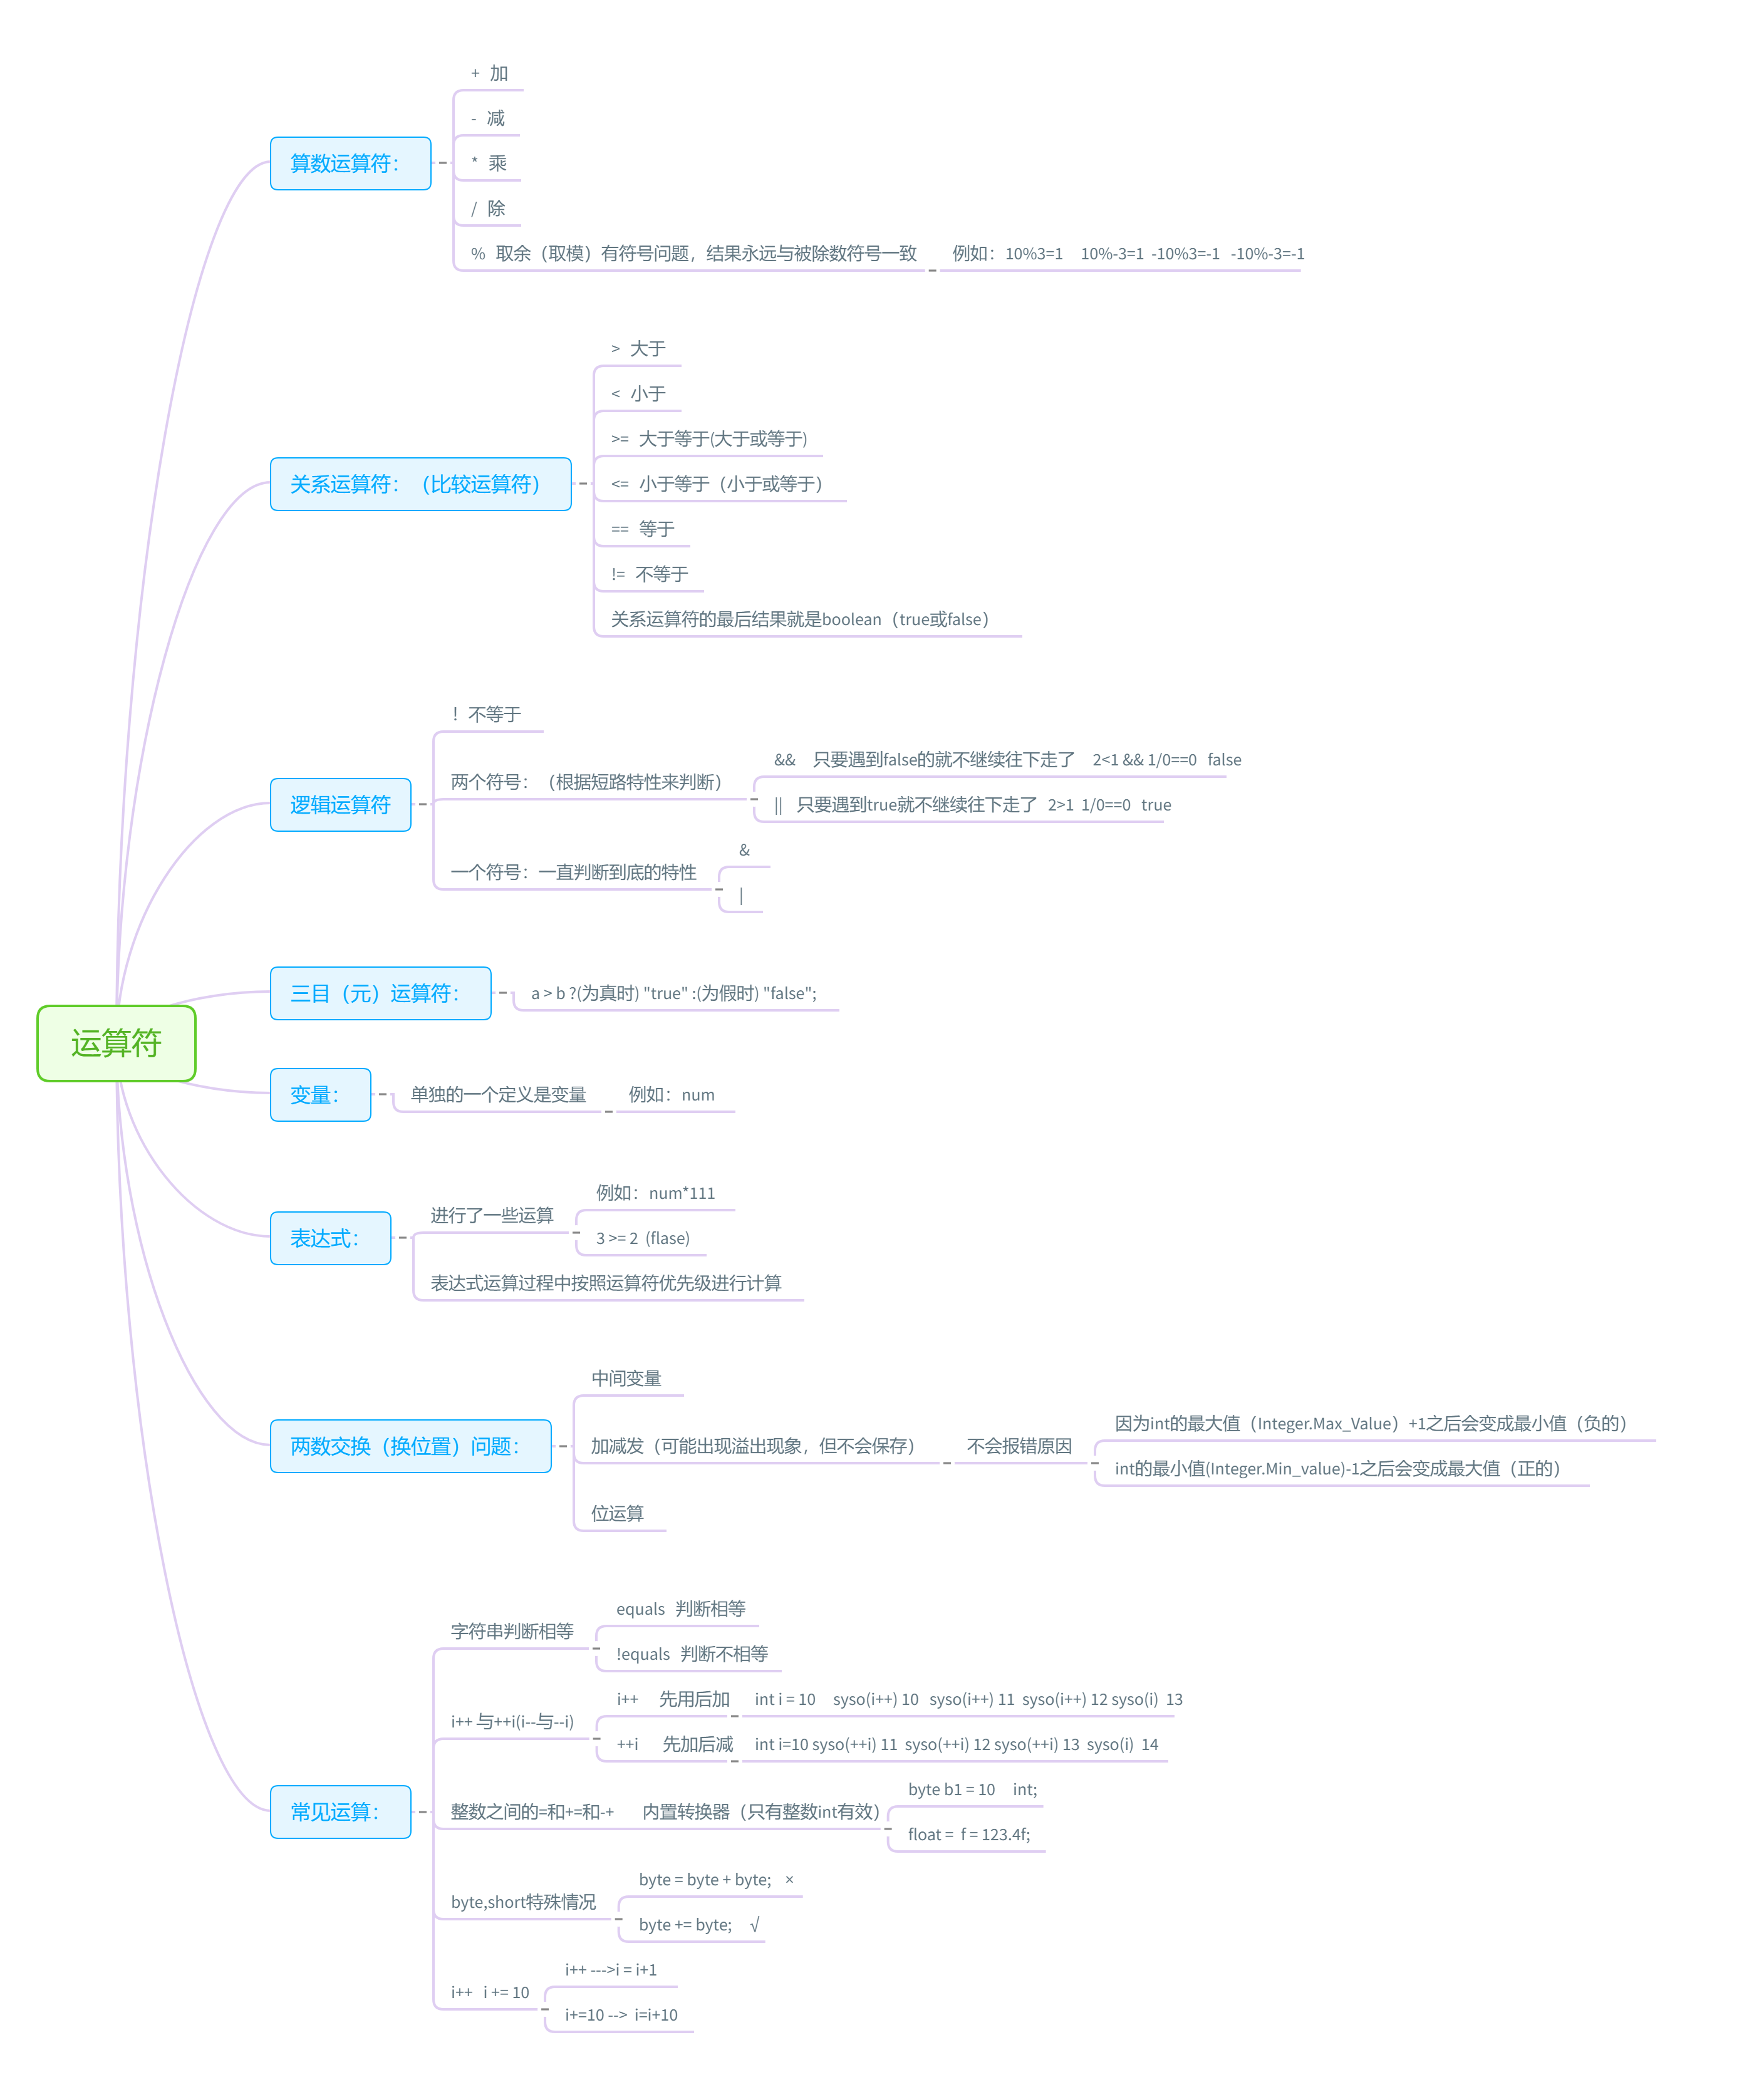 运算符
算数运算符：
+ 加
- 减
* 乘
/ 除
% 取余（取模）有符号问题，结果永远与被除数符号一致
例如：10%3=1 10%-3=1 -10%3=-1 -10%-3=-1
关系运算符：（比较运算符）
> 大于
< 小于
>= 大于等于(大于或等于)
<= 小于等于（小于或等于）
== 等于
!= 不等于
关系运算符的最后结果就是boolean（true或false）
逻辑运算符
！不等于
两个符号：（根据短路特性来判断）
&& 只要遇到false的就不继续往下走了 2<1 && 1/0==0 false
|| 只要遇到true就不继续往下走了 2>1 1/0==0 true
一个符号：一直判断到底的特性
&
|
三目（元）运算符：
a > b ?(为真时) "true" :(为假时) "false";
变量：
单独的一个定义是变量
例如：num
表达式：
进行了一些运算
例如：num*111
3 >= 2 (flase)
表达式运算过程中按照运算符优先级进行计算
两数交换（换位置）问题：
中间变量
加减发（可能出现溢出现象，但不会保存）
不会报错原因
因为int的最大值（Integer.Max_Value）+1之后会变成最小值（负的）
int的最小值(Integer.Min_value)-1之后会变成最大值（正的）
位运算
常见运算：
字符串判断相等
equals 判断相等
!equals 判断不相等
i++ 与++i(i--与--i)
i++ 先用后加
int i = 10 syso(i++) 10 syso(i++) 11 syso(i++) 12 syso(i) 13
++i 先加后减
int i=10 syso(++i) 11 syso(++i) 12 syso(++i) 13 syso(i) 14
整数之间的=和+=和-+ 内置转换器（只有整数int有效）
byte b1 = 10 int;
float = f = 123.4f;
byte,short特殊情况
byte = byte + byte; ×
byte += byte; √
i++ i += 10
i++ --->i = i+1
i+=10 --> i=i+10